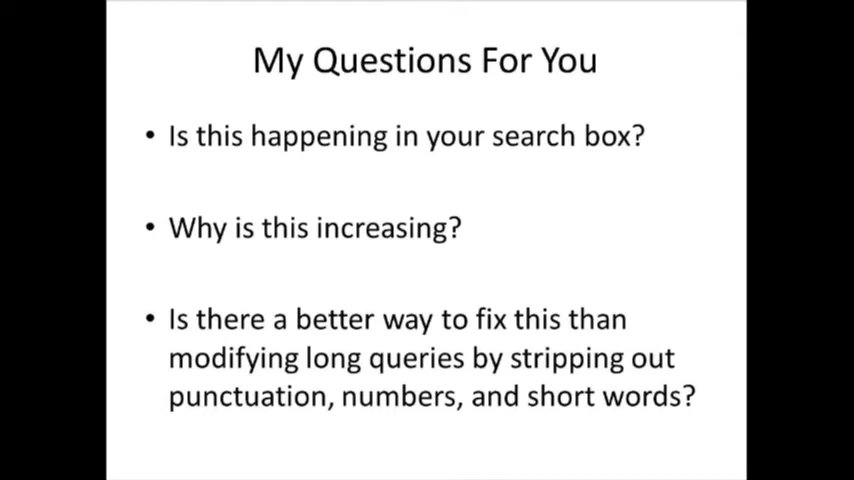 My Questions For You
• Is this happening in your search box?
• Why is this increasing?
• Is there a better way to fix this than
modifying long queries by stripping out
punctuation, numbers, and short words?